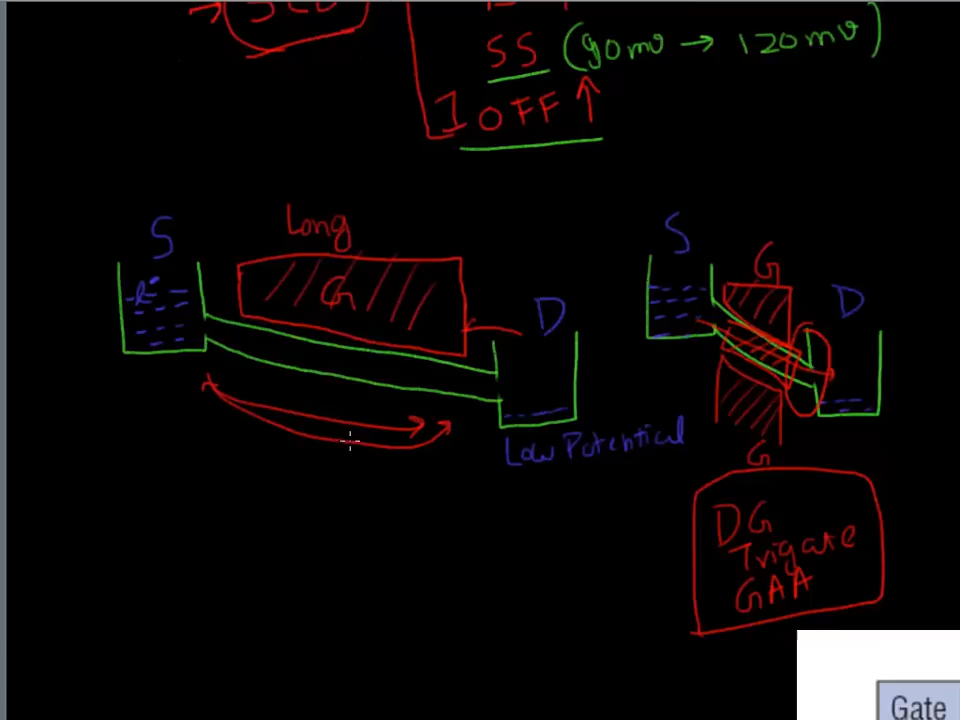 SS (90mv → 120mv)
I OFF ↑
S
Long
S
G
e-
G
D
D
Low Potential
G
DG
Trigate
GAA
Gate